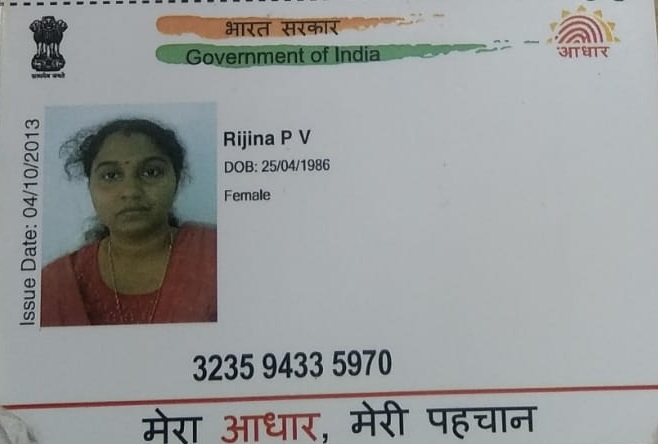 भारत सरकार
Government of India
आधार
Issue Date: 04/10/2013
Rijina P V
DOB: 25/04/1986
Female
3235 9433 5970
मेरा आधार, मेरी पहचान